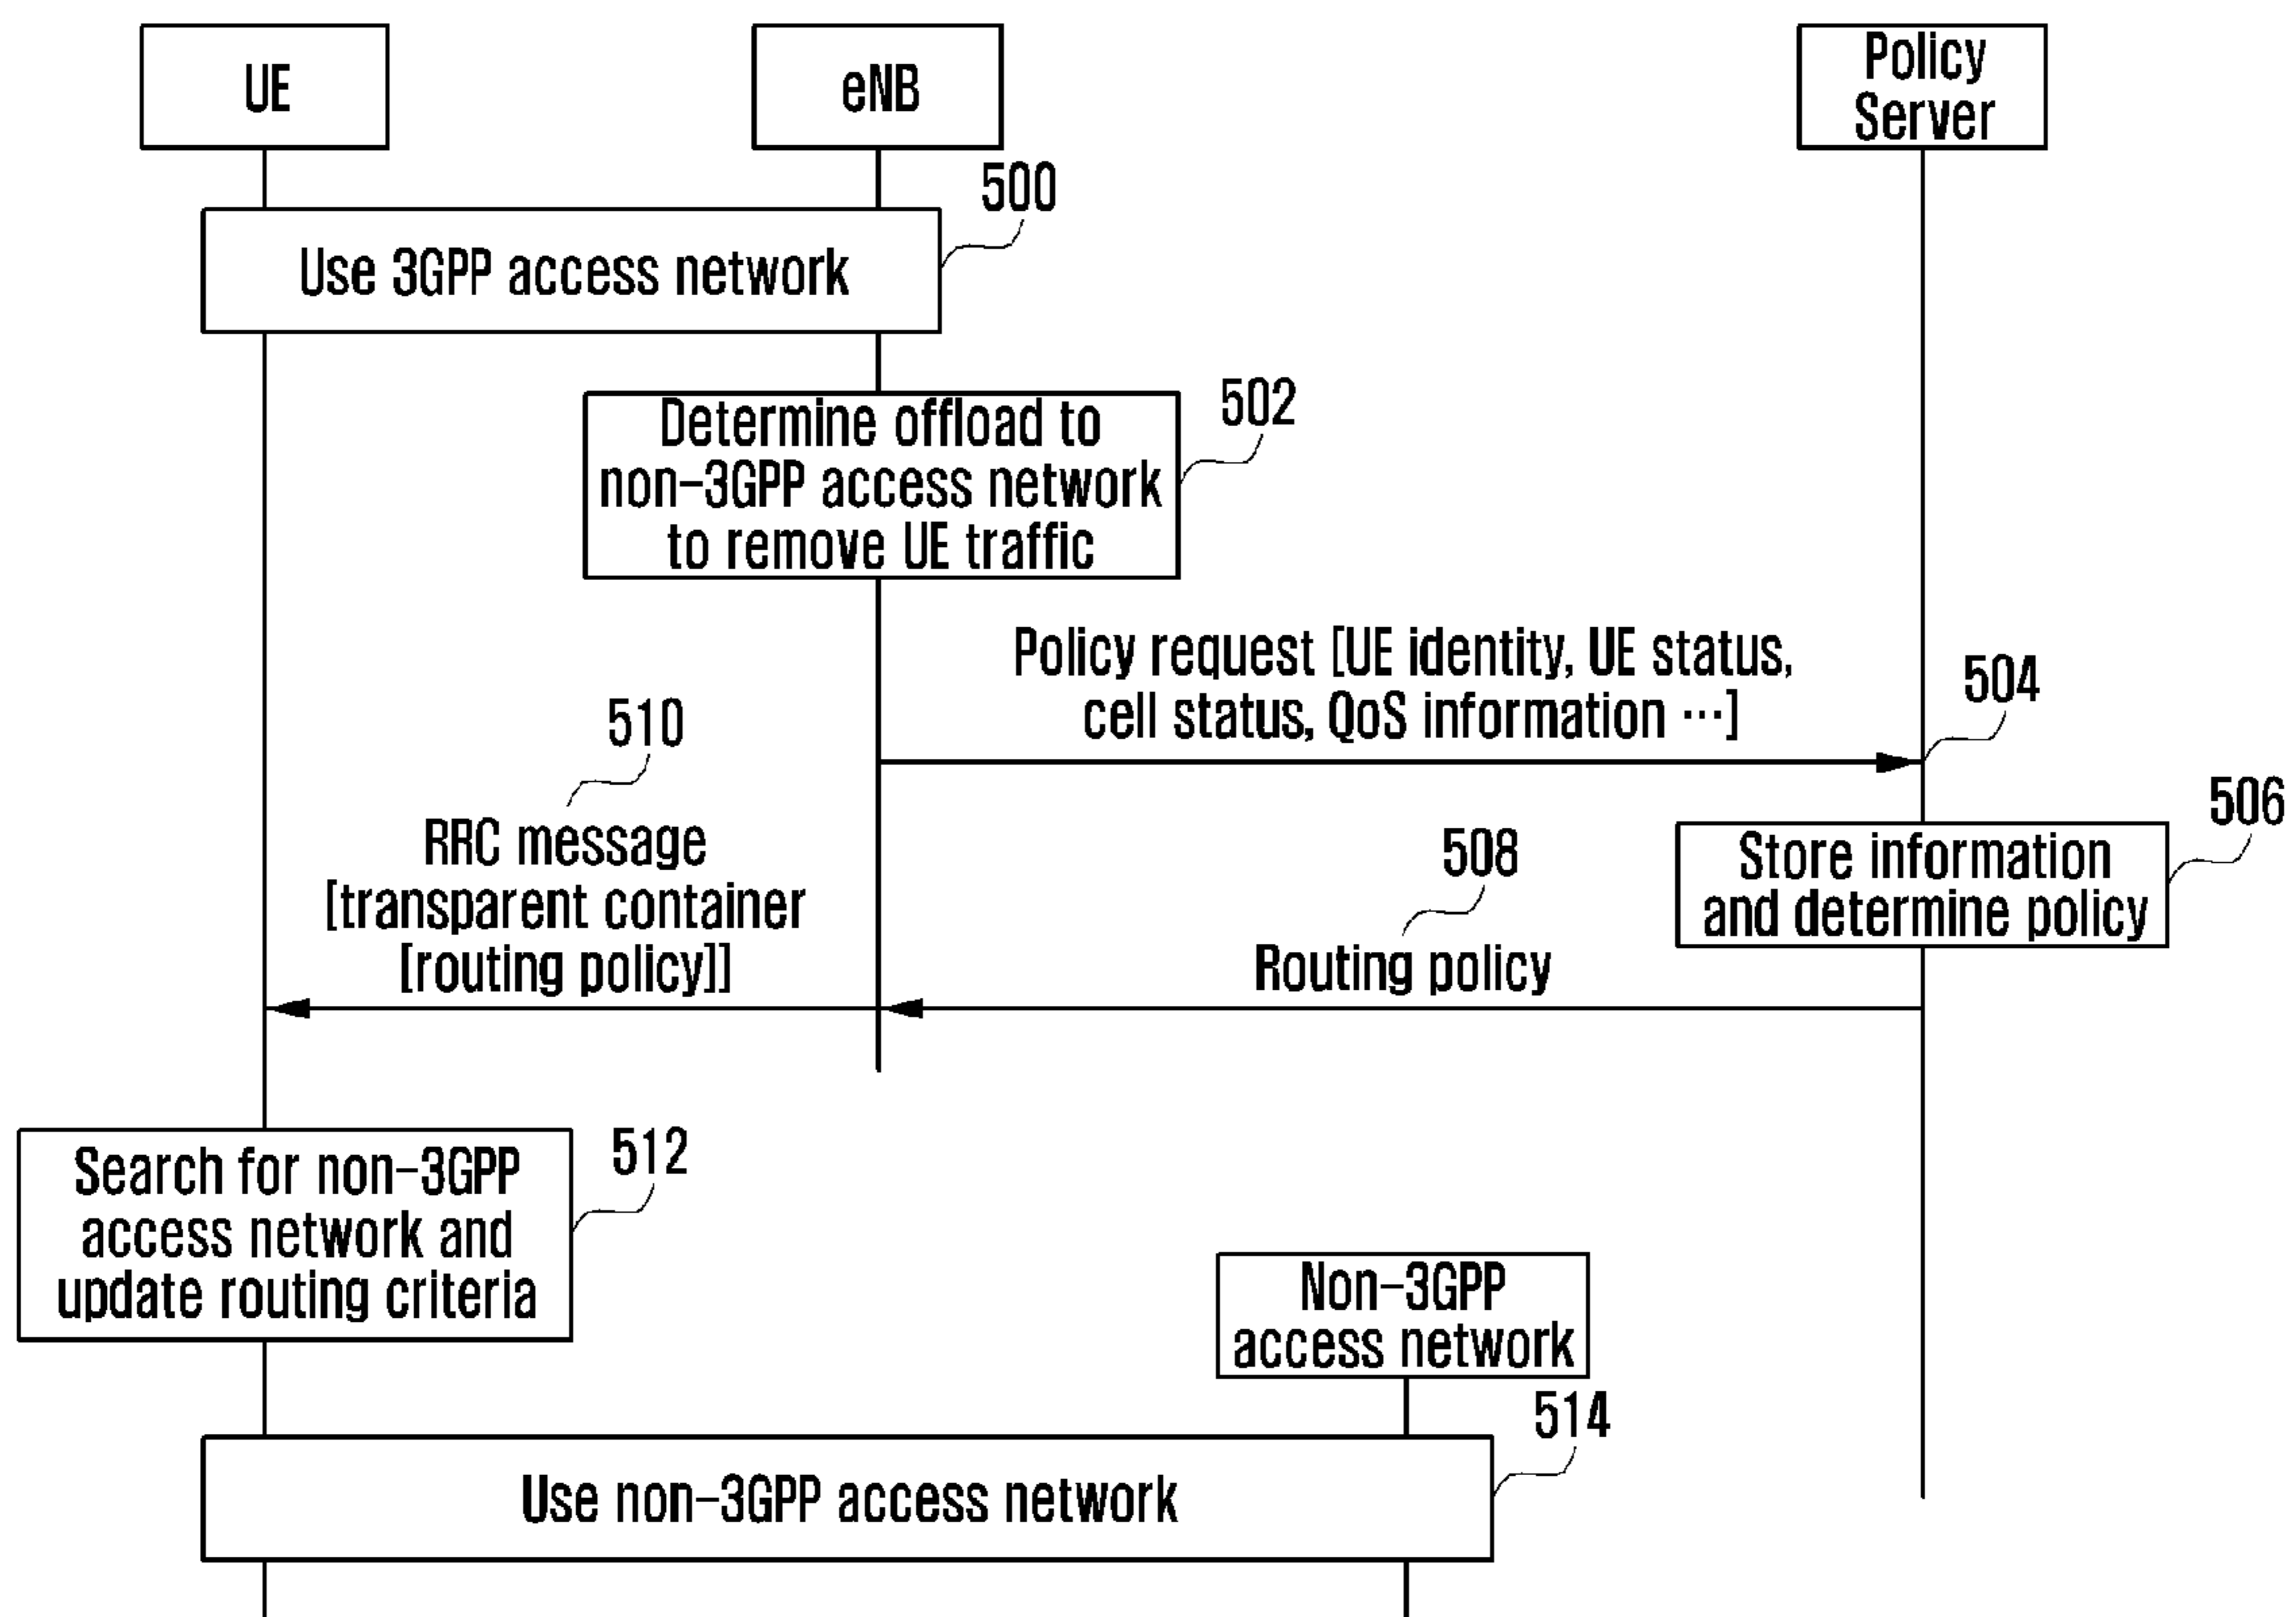 UE
eNB
Policy
Server
500
Use 3GPP access network
502
Determine offload to
non-3GPP access network
to remove UE traffic
Policy request [UE identity, UE status,
cell status, QoS information ···]
504
510
RRC message
[transparent container
[routing policy]]
508
Routing policy
506
Store information
and determine policy
512
Search for non-3GPP
access network and
update routing criteria
Non-3GPP
access network
514
Use non-3GPP access network